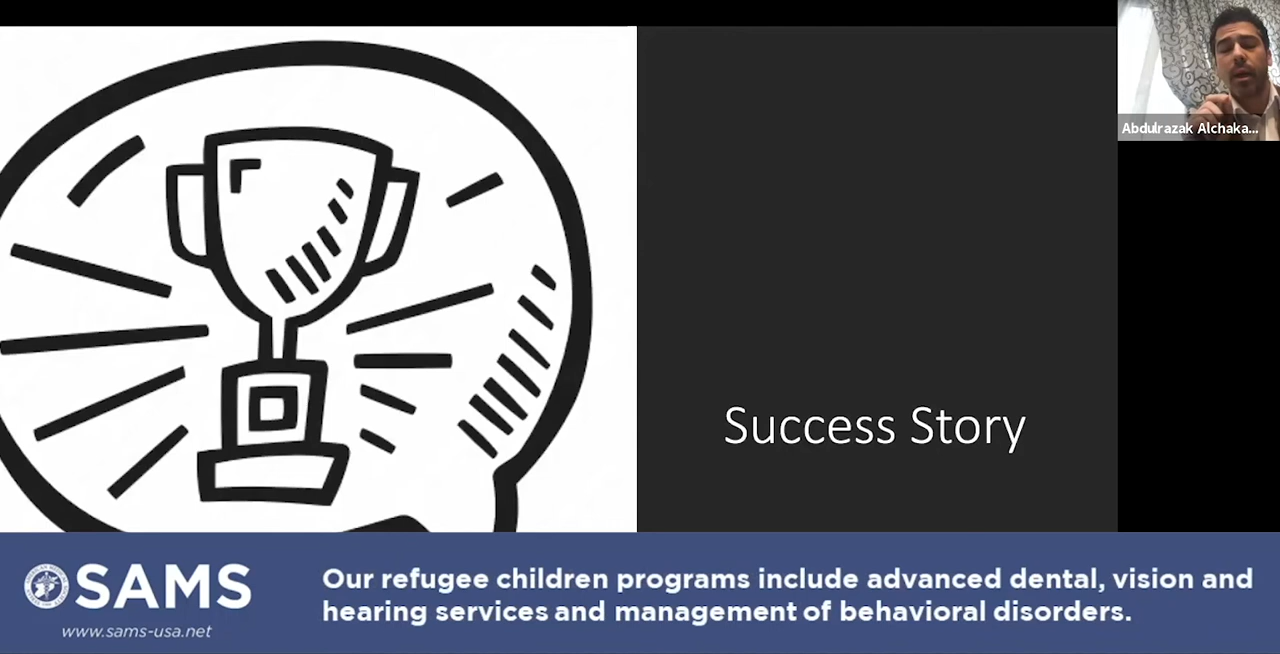 Abdulrazak Alchaka...
Success Story
SAMS
www.sams-usa.net
Our refugee children programs include advanced dental, vision and
hearing services and management of behavioral disorders.